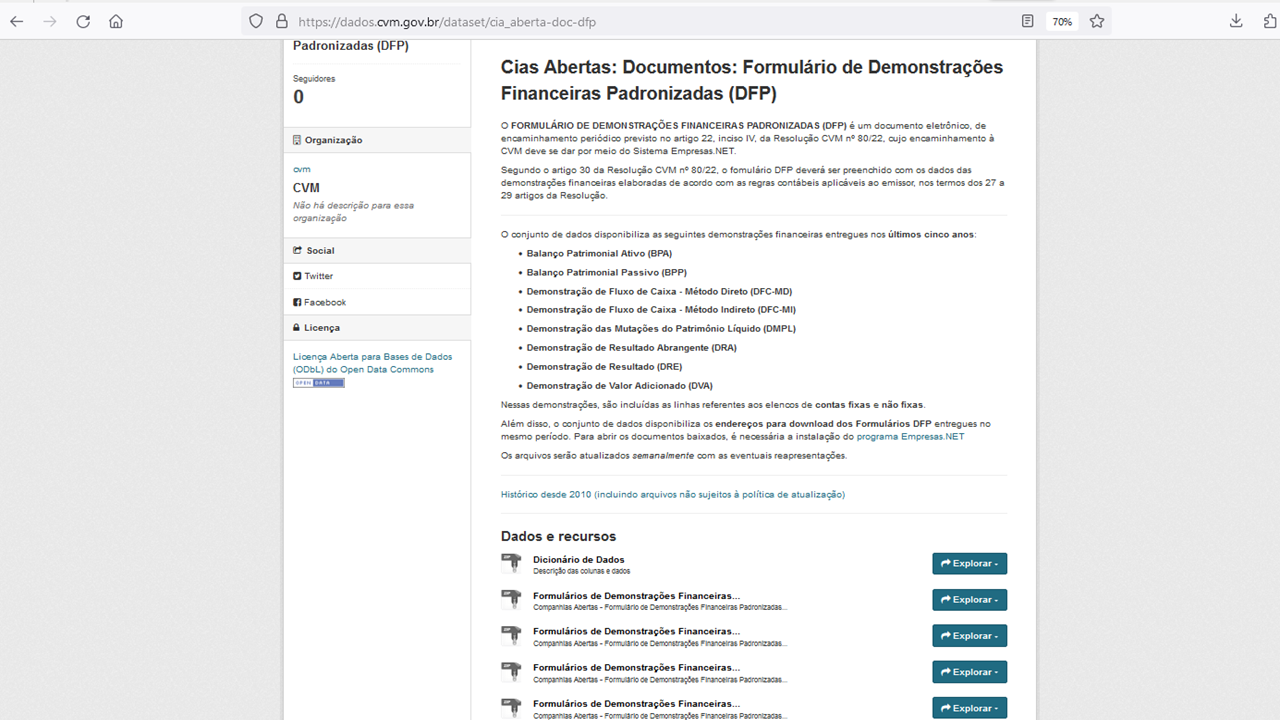 https://dados.cvm.gov.br/dataset/cia_aberta-doc-dfp
70%
Padronizadas (DFP)
Seguidores
0
Organização
cvm
CVM
Não há descrição para essa
organização
Social
Twitter
Facebook
Licença
Licença Aberta para Bases de Dados
(ODbL) do Open Data Commons
OPEN DATA
Cias Abertas: Documentos: Formulário de Demonstrações
Financeiras Padronizadas (DFP)
O FORMULÁRIO DE DEMONSTRAÇÕES FINANCEIRAS PADRONIZADAS (DFP) é um documento eletrônico, de
encaminhamento periódico previsto no artigo 22, inciso IV, da Resolução CVM nº 80/22, cujo encaminhamento à
CVM deve se dar por meio do Sistema Empresas.NET.
Segundo o artigo 30 da Resolução CVM nº 80/22, o fomulário DFP deverá ser preenchido com os dados das
demonstrações financeiras elaboradas de acordo com as regras contábeis aplicáveis ao emissor, nos termos dos 27 a
29 artigos da Resolução.
O conjunto de dados disponibiliza as seguintes demonstrações financeiras entregues nos últimos cinco anos:
• Balanço Patrimonial Ativo (BPA)
• Balanço Patrimonial Passivo (BPP)
• Demonstração de Fluxo de Caixa - Método Direto (DFC-MD)
• Demonstração de Fluxo de Caixa - Método Indireto (DFC-MI)
• Demonstração das Mutações do Patrimônio Líquido (DMPL)
• Demonstração de Resultado Abrangente (DRA)
• Demonstração de Resultado (DRE)
• Demonstração de Valor Adicionado (DVA)
Nessas demonstrações, são incluídas as linhas referentes aos elencos de contas fixas e não fixas.
Além disso, o conjunto de dados disponibiliza os endereços para download dos Formulários DFP entregues no
mesmo período. Para abrir os documentos baixados, é necessária a instalação do programa Empresas.NET
Os arquivos serão atualizados semanalmente com as eventuais reapresentações.
Histórico desde 2010 (incluindo arquivos não sujeitos à política de atualização)
Dados e recursos
ZIP
Dicionário de Dados
Descrição das colunas e dados
Explorar
ZIP
Formulários de Demonstrações Financeiras...
Companhias Abertas - Formulário de Demonstrações Financeiras Padronizadas...
Explorar
ZIP
Formulários de Demonstrações Financeiras...
Companhias Abertas - Formulário de Demonstrações Financeiras Padronizadas...
Explorar
ZIP
Formulários de Demonstrações Financeiras...
Companhias Abertas - Formulário de Demonstrações Financeiras Padronizadas...
Explorar
ZIP
Formulários de Demonstrações Financeiras...
Companhias Abertas - Formulário de Demonstrações Financeiras Padronizadas...
Explorar